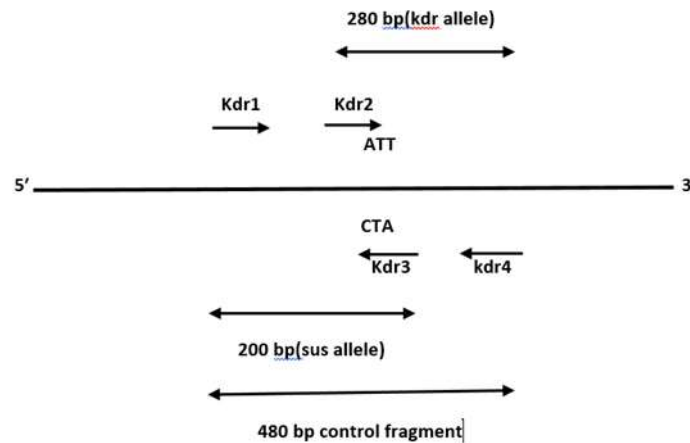 280 bp(kdr allele)
Kdr1 Kdr2
ATT
5' 3
CTA
Kdr3 kdr4
200 bp(sus allele)
480 bp control fragment